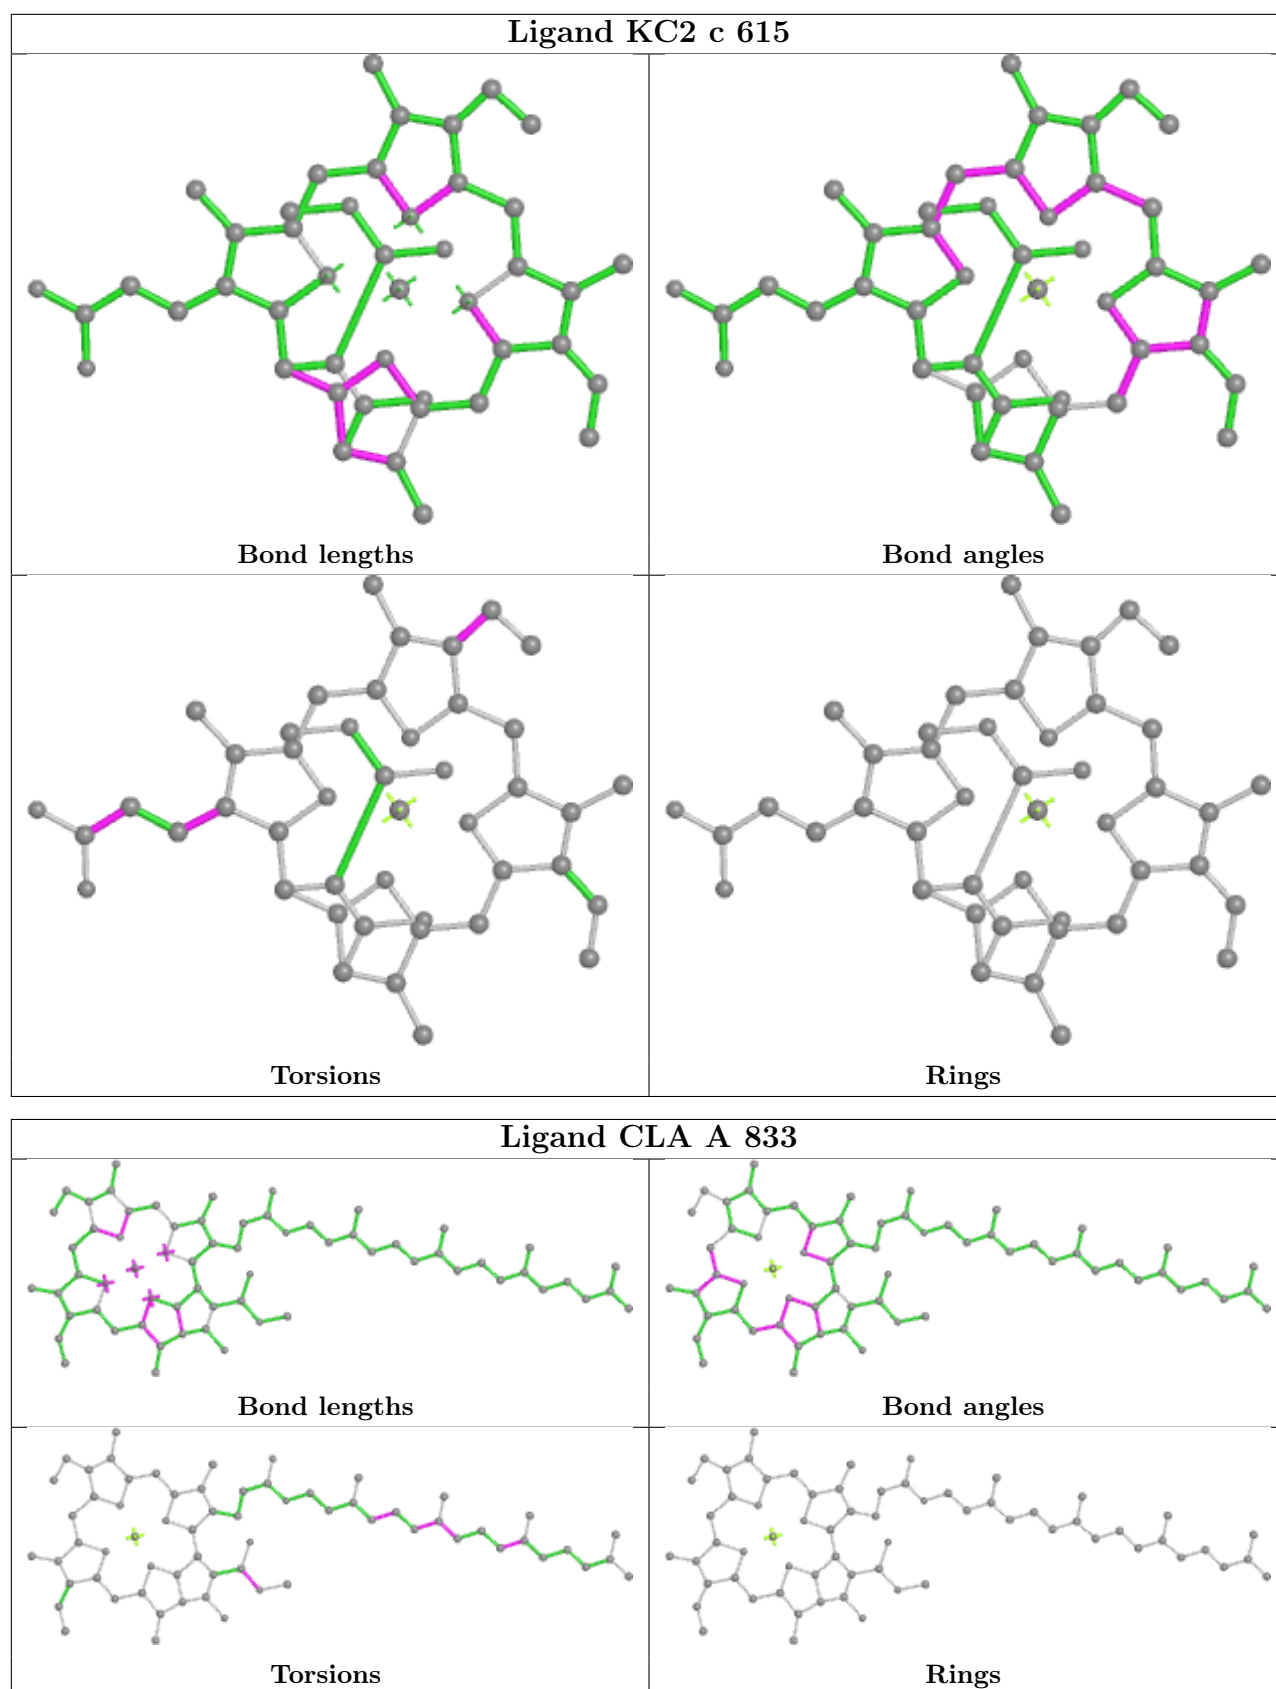 Ligand KC2 c 615
Bond lengths
Bond angles
Torsions
Rings
Ligand CLA A 833
Bond lengths
Bond angles
Torsions
Rings